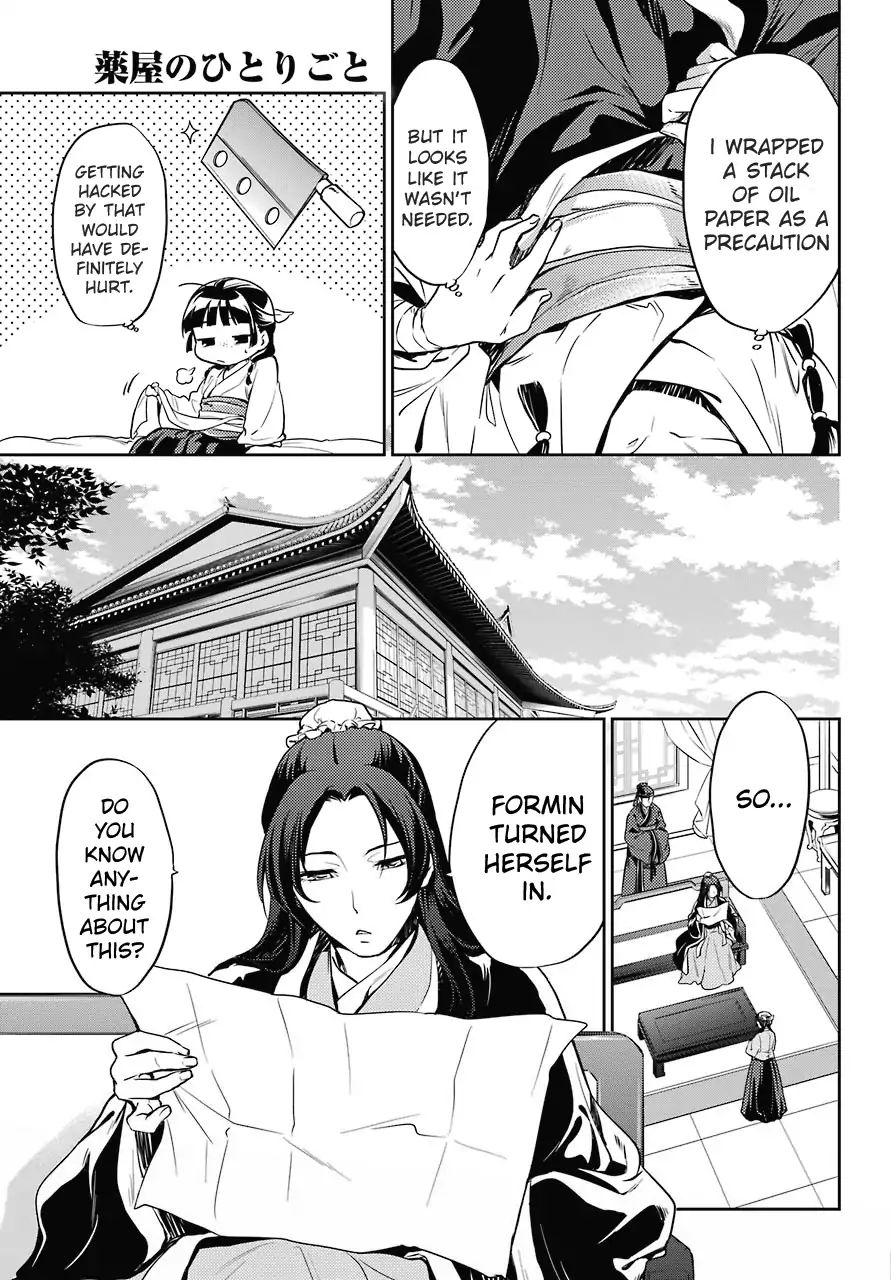 薬屋のひとりごと
I WRAPPED
A STACK
OF OIL
PAPER AS A
PRECAUTION
BUT IT
LOOKS
LIKE IT
WASN'T
NEEDED.
GETTING
HACKED
BY THAT
WOULD
HAVE DE-
FINITELY
HURT.
SO...
FORMIN
TURNED
HERSELF
IN.
DO
YOU
KNOW
ANY-
THING
ABOUT
THIS?